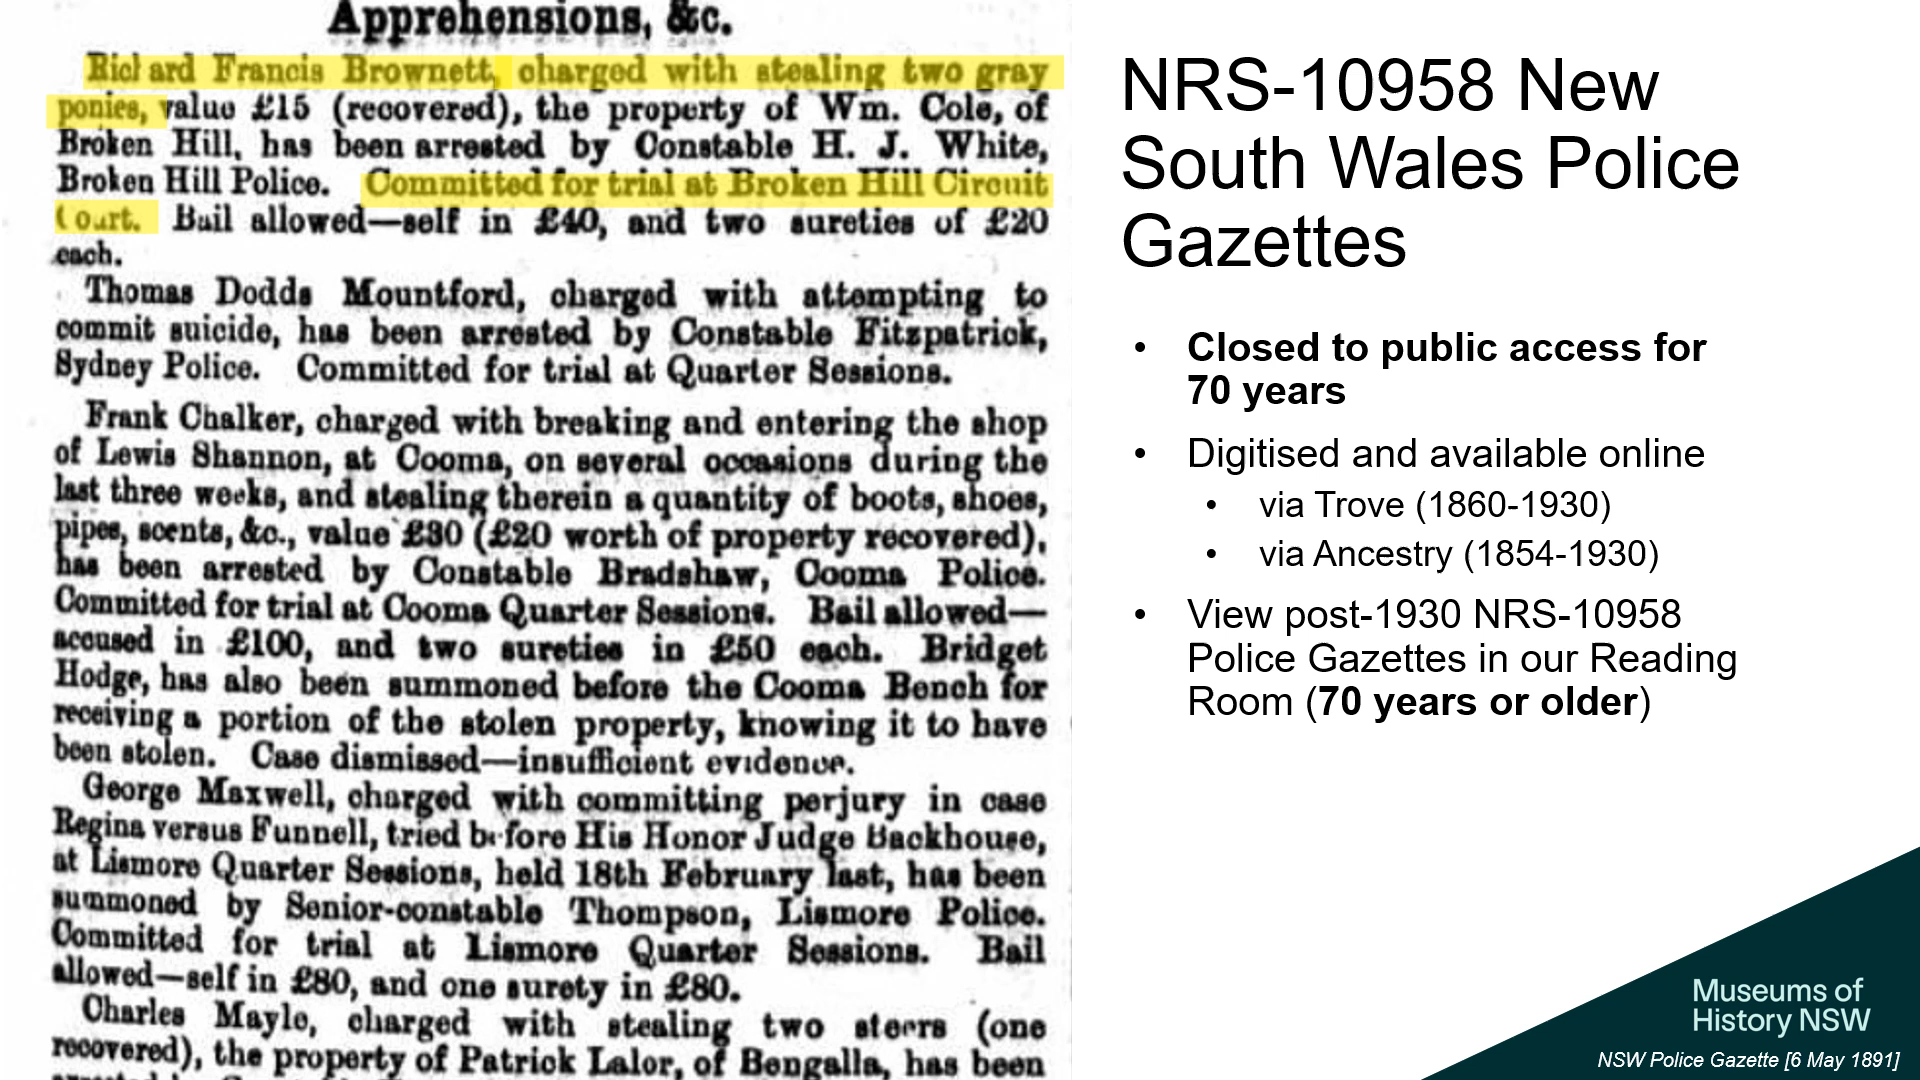 Apprehensions, &c.
Richard Francis Brownett, charged with stealing two gray
ponies, value £15 (recovered), the property of Wm. Cole, of
Broken Hill, has been arrested by Constable H. J. White,
Broken Hill Police. Committed for trial at Broken Hill Circuit
Court. Bail allowed—self in £40, and two sureties of £20
each.
Thomas Dodds Mountford, charged with attempting to
commit suicide, has been arrested by Constable Fitzpatrick,
Sydney Police. Committed for trial at Quarter Sessions.
Frank Chalker, charged with breaking and entering the shop
of Lewis Shannon, at Cooma, on several occasions during the
last three weeks, and stealing therein a quantity of boots, shoes,
pipes, scents, &c., value £30 (£20 worth of property recovered),
has been arrested by Constable Bradshaw, Cooma Police.
Committed for trial at Cooma Quarter Sessions. Bail allowed—
accused in £100, and two sureties in £50 each. Bridget
Hodge, has also been summoned before the Cooma Bench for
receiving a portion of the stolen property, knowing it to have
been stolen. Case dismissed—insufficient evidence.
George Maxwell, charged with committing perjury in case
Regina versus Funnell, tried before His Honor Judge Backhouse,
at Lismore Quarter Sessions, held 18th February last, has been
summoned by Senior-constable Thompson, Lismore Police.
Committed for trial at Lismore Quarter Sessions. Bail
allowed—self in £80, and one surety in £80.
Charles Mayle, charged with stealing two steers (one
recovered), the property of Patrick Lalor, of Bengalla, has been
NRS-10958 New
South Wales Police
Gazettes
• Closed to public access for
70 years
• Digitised and available online
• via Trove (1860-1930)
• via Ancestry (1854-1930)
• View post-1930 NRS-10958
Police Gazettes in our Reading
Room (70 years or older)
Museums of
History NSW
NSW Police Gazette [6 May 1891]